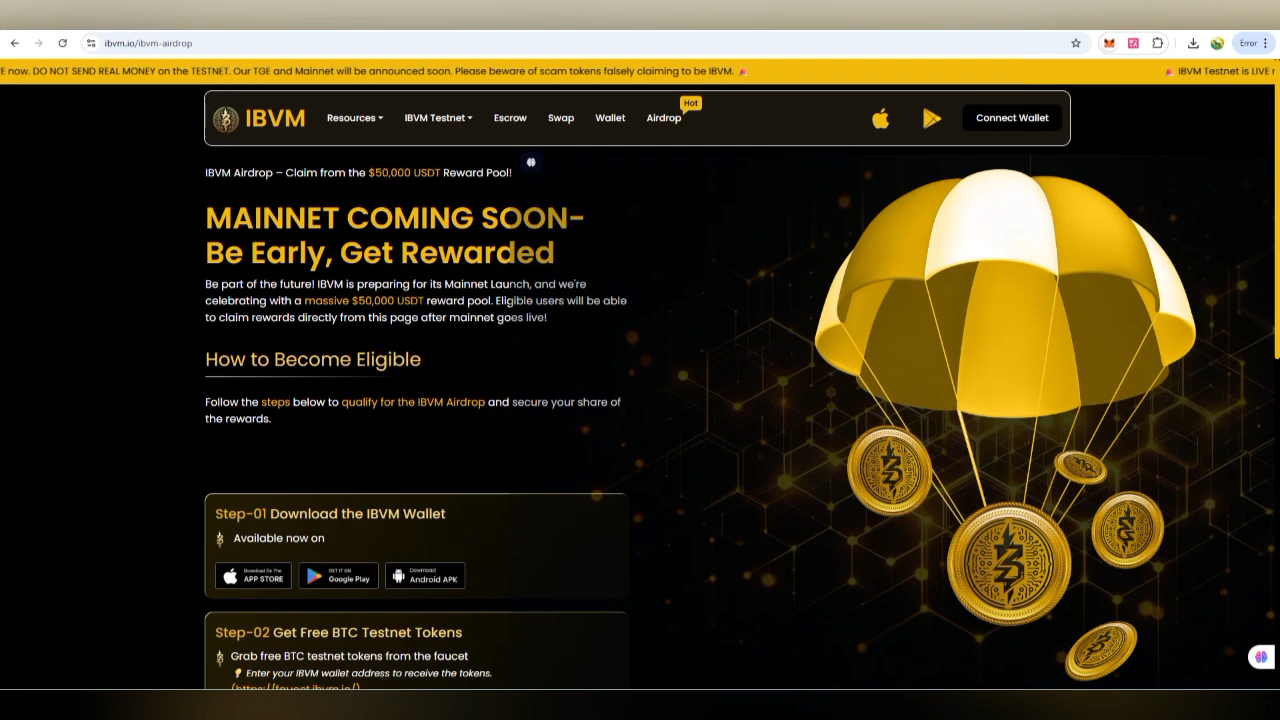 ibvm.io/ibvm-airdrop
Error
E now. DO NOT SEND REAL MONEY on the TESTNET. Our TGE and Mainnet will be announced soon. Please beware of scam tokens falsely claiming to be IBVM.
IBVM Testnet is LIVE
Hot
IBVM
Resources
IBVM Testnet
Escrow
Swap
Wallet
Airdrop
Connect Wallet
IBVM Airdrop – Claim from the $50,000 USDT Reward Pool!
MAINNET COMING SOON-
Be Early, Get Rewarded
Be part of the future! IBVM is preparing for its Mainnet Launch, and we're
celebrating with a massive $50,000 USDT reward pool. Eligible users will be able
to claim rewards directly from this page after mainnet goes live!
How to Become Eligible
Follow the steps below to qualify for the IBVM Airdrop and secure your share of
the rewards.
Step-01 Download the IBVM Wallet
Available now on
Download On The
APP STORE
GET IT ON
Google Play
Download
Android APK
Step-02 Get Free BTC Testnet Tokens
Grab free BTC testnet tokens from the faucet
Enter your IBVM wallet address to receive the tokens.
(https://faucet.ibvm.io/)